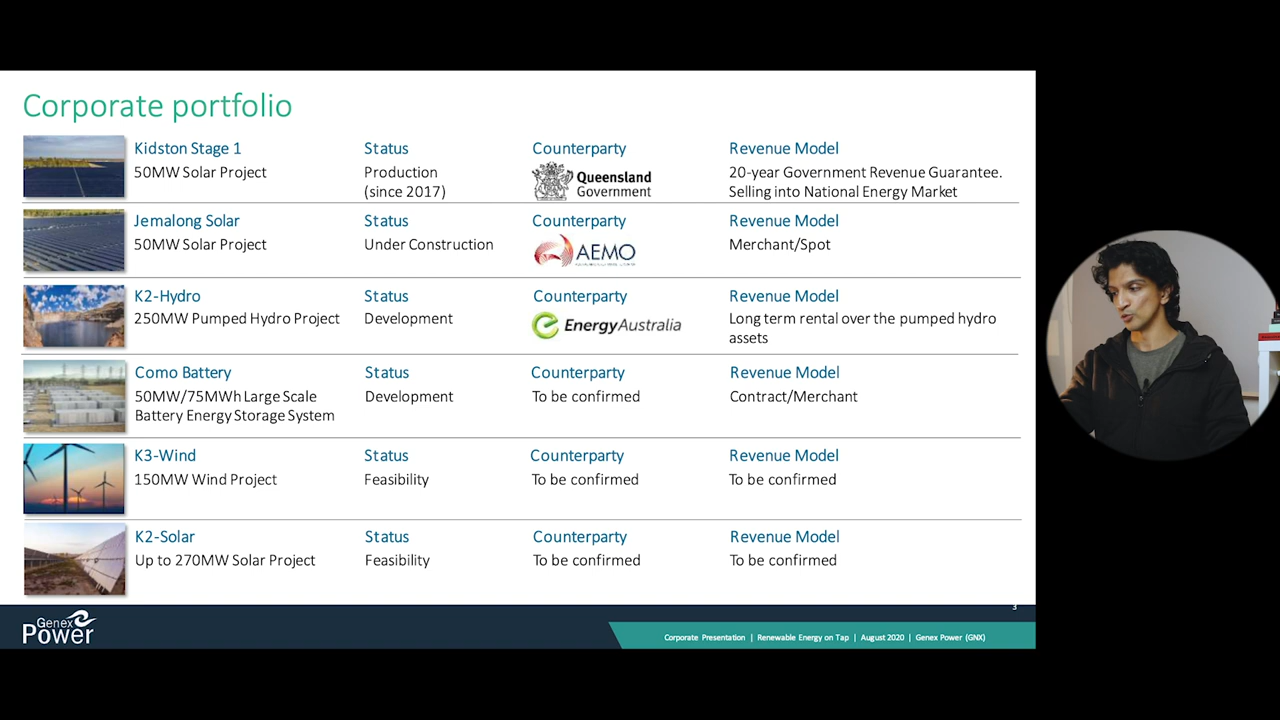 Corporate portfolio
Kidston Stage 1
50MW Solar Project
Status
Production
(since 2017)
Counterparty
Queensland
Government
Revenue Model
20-year Government Revenue Guarantee.
Selling into National Energy Market
Jemalong Solar
50MW Solar Project
Status
Under Construction
Counterparty
AEMO
Revenue Model
Merchant/Spot
K2-Hydro
250MW Pumped Hydro Project
Status
Development
Counterparty
EnergyAustralia
Revenue Model
Long term rental over the pumped hydro
assets
Como Battery
50MW/75MWh Large Scale
Battery Energy Storage System
Status
Development
Counterparty
To be confirmed
Revenue Model
Contract/Merchant
K3-Wind
150MW Wind Project
Status
Feasibility
Counterparty
To be confirmed
Revenue Model
To be confirmed
K2-Solar
Up to 270MW Solar Project
Status
Feasibility
Counterparty
To be confirmed
Revenue Model
To be confirmed
3
Genex
Power
Corporate Presentation | Renewable Energy on Tap | August 2020 | Genex Power (GNX)